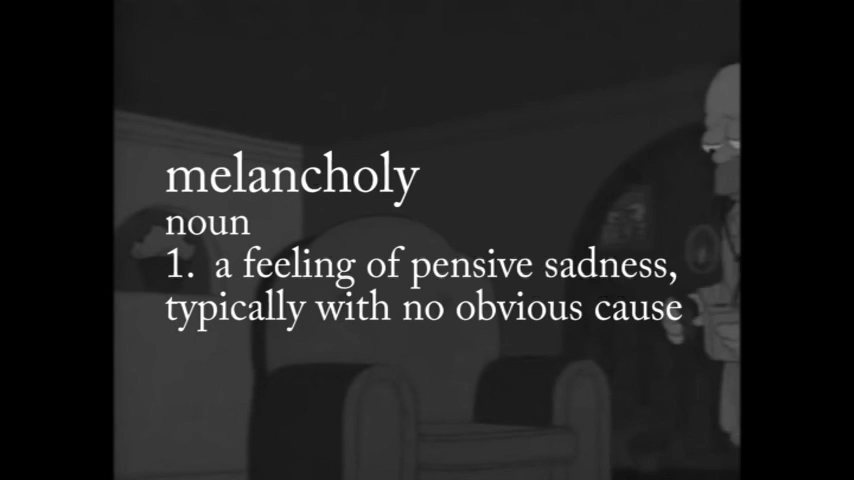 melancholy
noun
1. a feeling of pensive sadness,
typically with no obvious cause